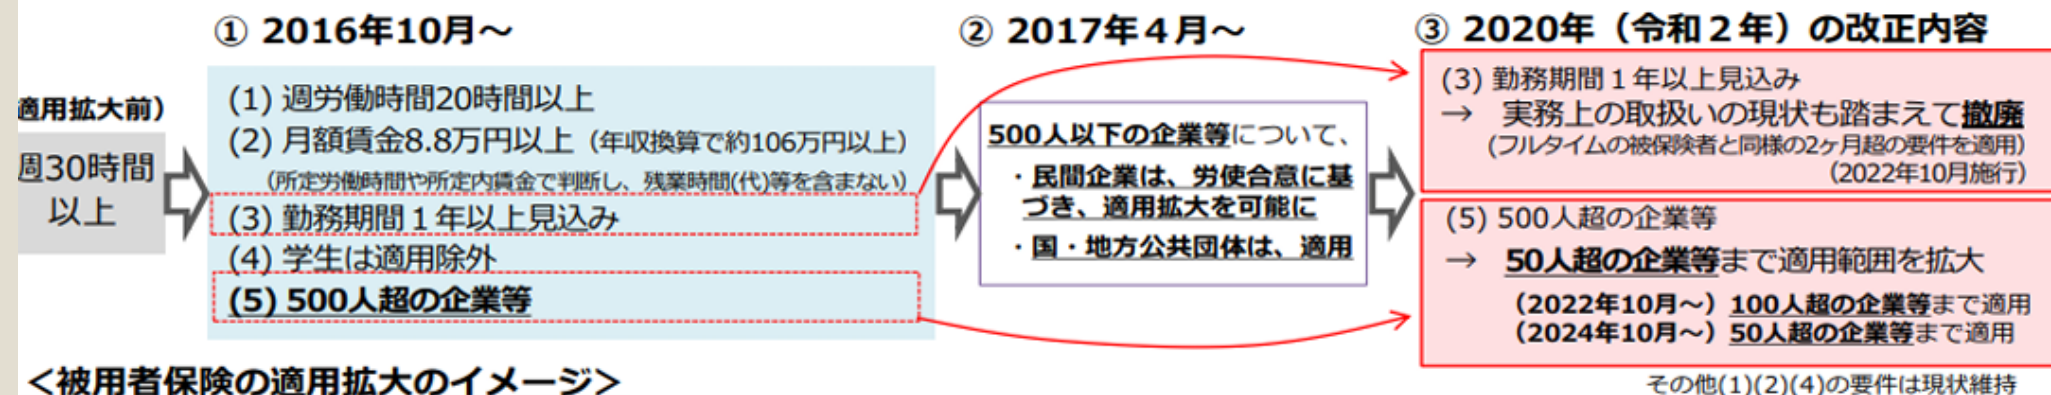 ① 2016年10月～
② 2017年４月～
③ 2020年（令和２年）の改正内容
適用拡大前）
週30時間
以上
(1) 週労働時間20時間以上
(2) 月額賃金8.8万円以上（年収換算で約106万円以上）
（所定労働時間や所定内賃金で判断し、残業時間(代)等を含まない）
(3) 勤務期間１年以上見込み
(4) 学生は適用除外
(5) 500人超の企業等
500人以下の企業等について、
・民間企業は、労使合意に基
づき、適用拡大を可能に
・国・地方公共団体は、適用
(3) 勤務期間１年以上見込み
→ 実務上の取扱いの現状も踏まえて撤廃
（フルタイムの被保険者と同様の2ヶ月超の要件を適用）
（2022年10月施行）
(5) 500人超の企業等
→ 50人超の企業等まで適用範囲を拡大
（2022年10月～）100人超の企業等まで適用
（2024年10月～）50人超の企業等まで適用
その他(1)(2)(4)の要件は現状維持
＜被用者保険の適用拡大のイメージ＞